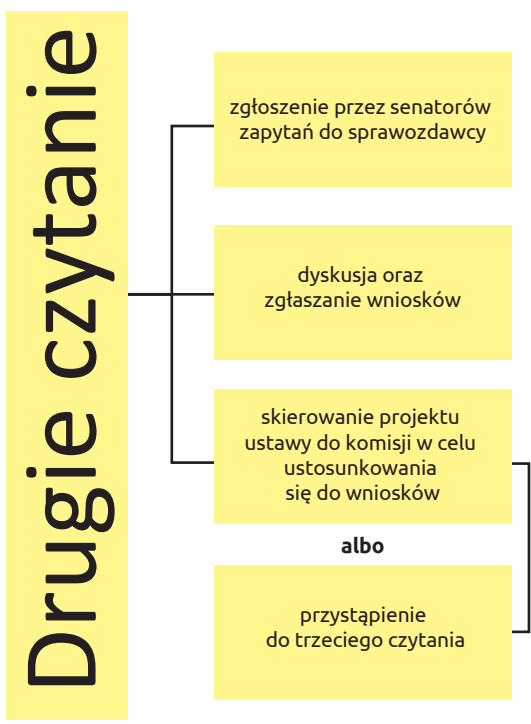 Drugie czytanie
zgłoszenie przez senatorów
zapytań do sprawozdawcy
dyskusja oraz
zgłaszanie wniosków
skierowanie projektu
ustawy do komisji w celu
ustosunkowania
się do wniosków
albo
przystąpienie
do trzeciego czytania